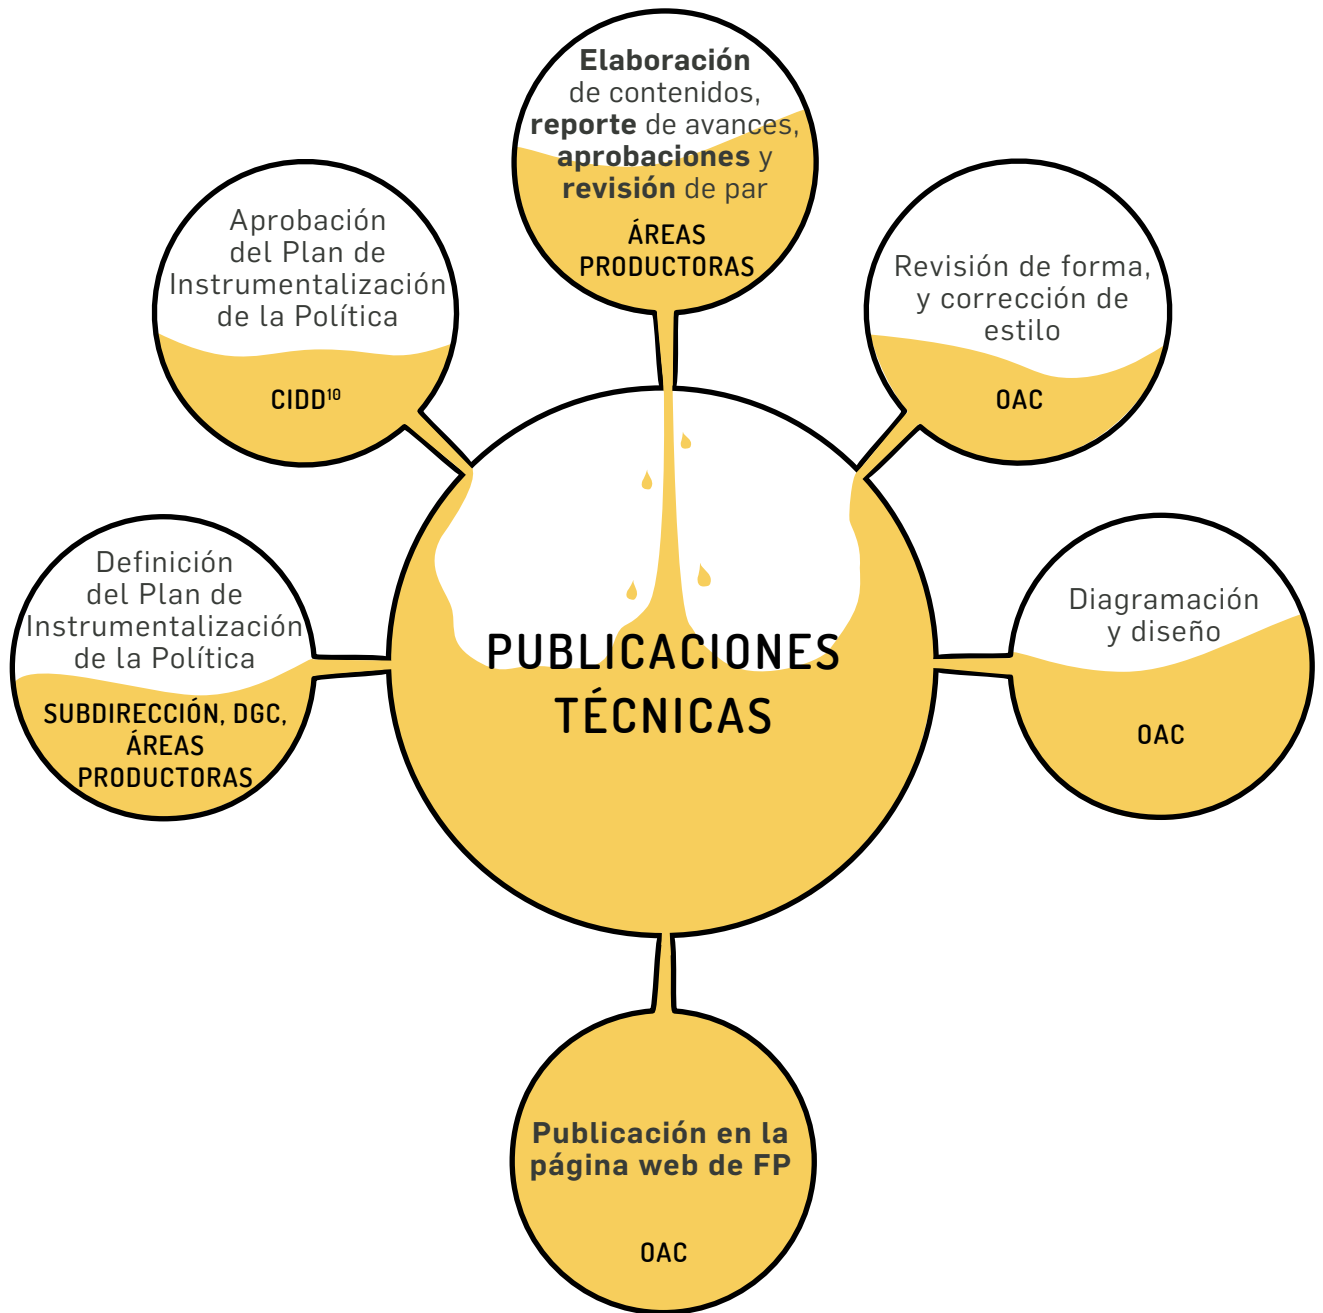 Elaboración
de contenidos,
reporte de avances,
aprobaciones y
revisión de par
ÁREAS
PRODUCTORAS
Aprobación
del Plan de
Instrumentalización
de la Política
CIDD¹⁰
Revisión de forma,
y corrección de
estilo
OAC
Definición
del Plan de
Instrumentalización
de la Política
SUBDIRECCIÓN, DGC,
ÁREAS
PRODUCTORAS
PUBLICACIONES
TÉCNICAS
Diagramación
y diseño
OAC
Publicación en la
página web de FP
OAC